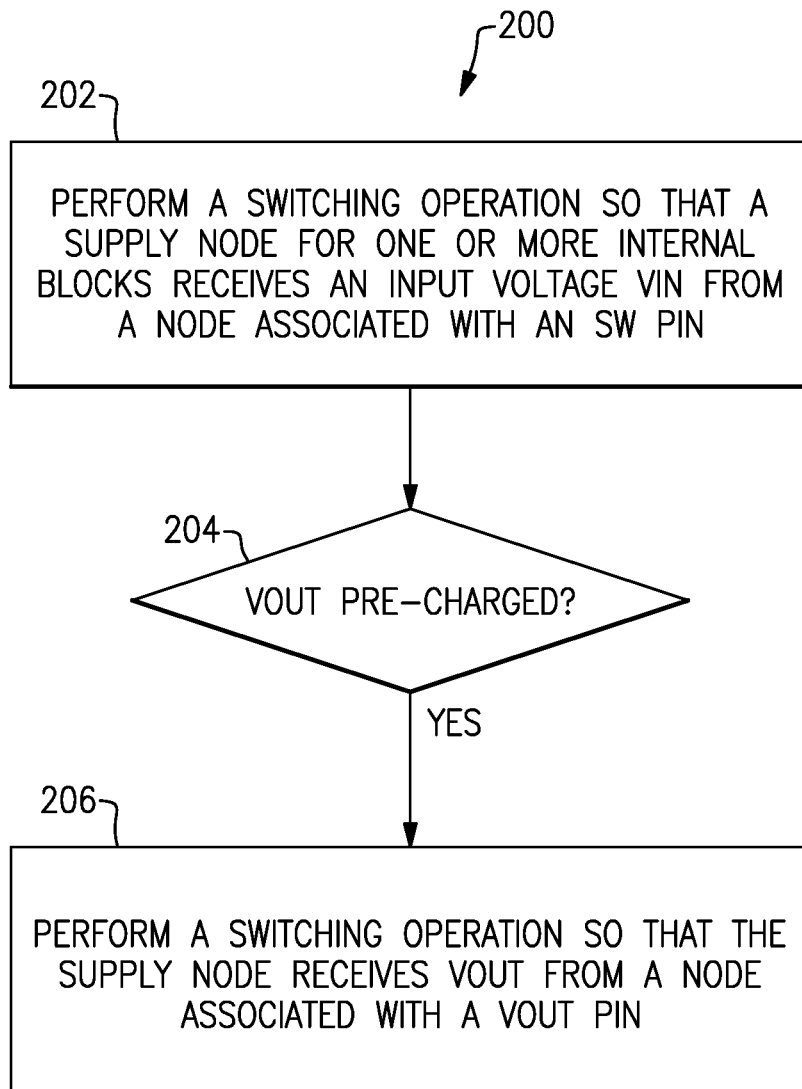 200
202
PERFORM A SWITCHING OPERATION SO THAT A
SUPPLY NODE FOR ONE OR MORE INTERNAL
BLOCKS RECEIVES AN INPUT VOLTAGE VIN FROM
A NODE ASSOCIATED WITH AN SW PIN
204
VOUT PRE-CHARGED?
YES
206
PERFORM A SWITCHING OPERATION SO THAT THE
SUPPLY NODE RECEIVES VOUT FROM A NODE
ASSOCIATED WITH A VOUT PIN